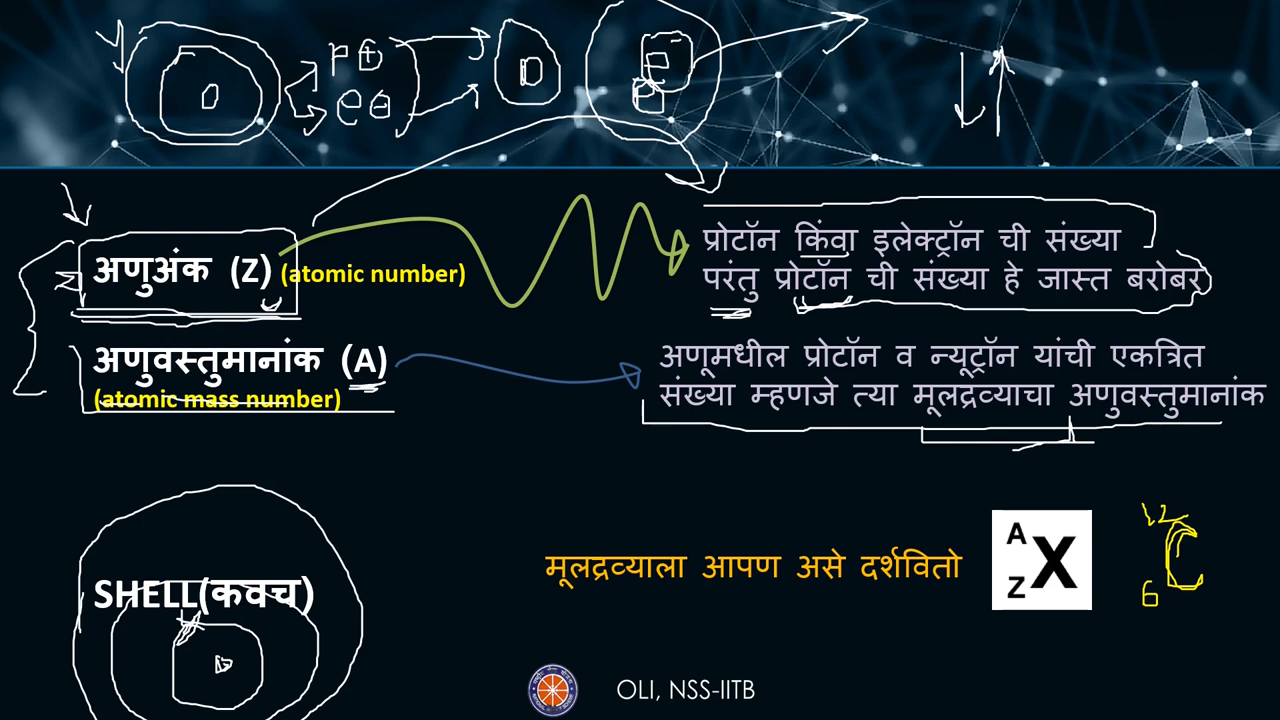 p⊕
e⊖
अणुअंक (Z) (atomic number)
प्रोटॉन किंवा इलेक्ट्रॉन ची संख्या
परंतु प्रोटॉन ची संख्या हे जास्त बरोबर
अणुवस्तुमानांक (A)
(atomic mass number)
अणूमधील प्रोटॉन व न्यूट्रॉन यांची एकत्रित
संख्या म्हणजे त्या मूलद्रव्याचा अणुवस्तुमानांक
SHELL(कवच)
मूलद्रव्याला आपण असे दर्शवितो
A
X
Z
12
C
6
OLI, NSS-IITB